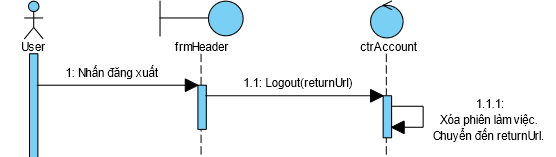 User
frmHeader
ctrAccount
1: Nhấn đăng xuất
1.1: Logout(returnUrl)
1.1.1:
Xóa phiên làm việc.
Chuyển đến returnUrl.